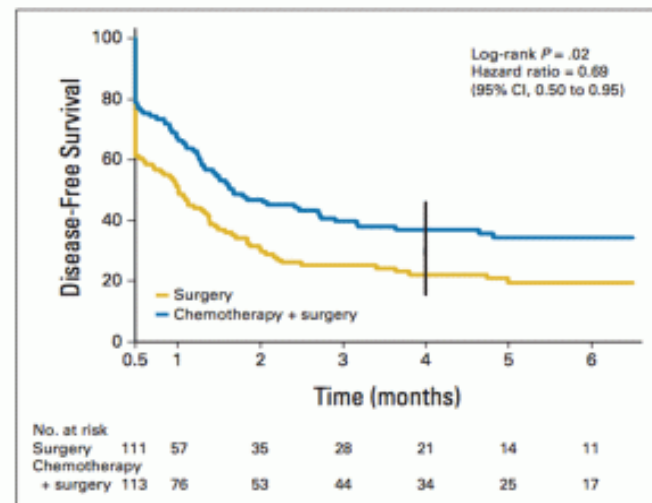 100
80
60
40
20
0
Disease-Free Survival
Log-rank P = .02
Hazard ratio = 0.69
(95% CI, 0.50 to 0.95)
Surgery
Chemotherapy + surgery
0.5 1 2 3 4 5 6
Time (months)
No. at risk
Surgery 111 57 35 28 21 14 11
Chemotherapy
+ surgery 113 76 53 44 34 25 17